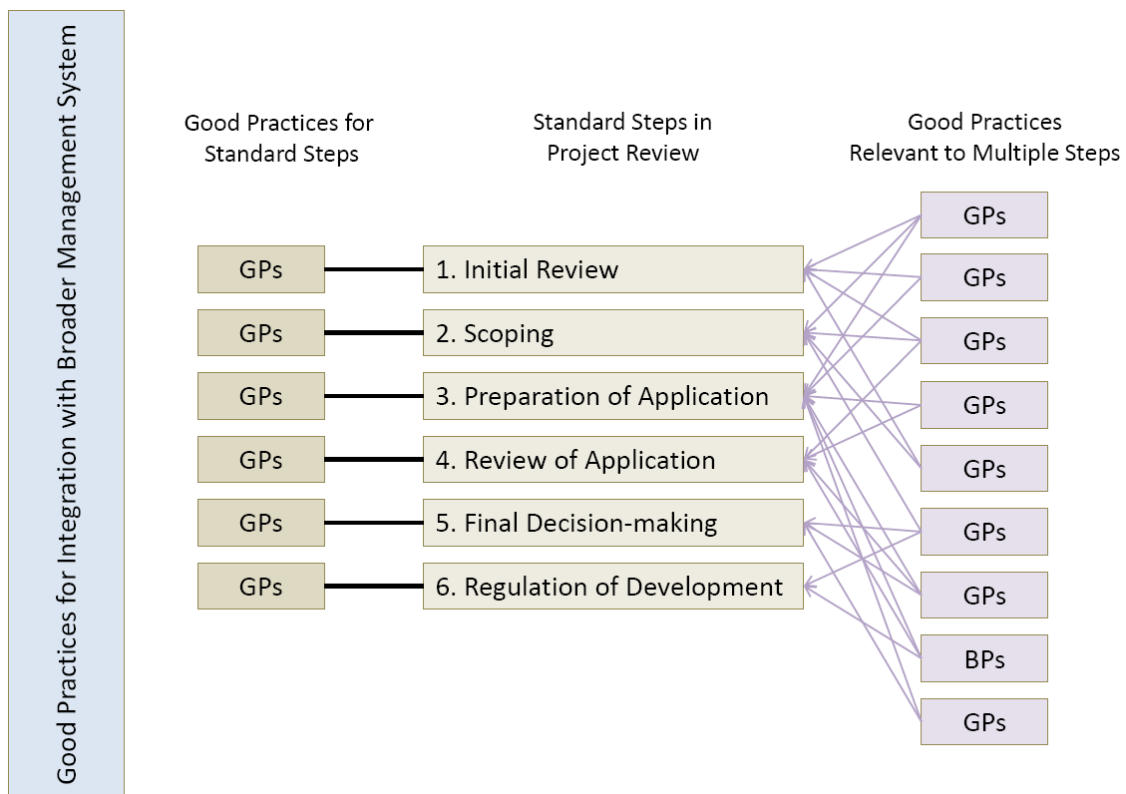 Good Practices for Integration with Broader Management System
Good Practices for
Standard Steps
Standard Steps in
Project Review
Good Practices
Relevant to Multiple Steps
GPs
1. Initial Review
GPs
2. Scoping
GPs
3. Preparation of Application
GPs
4. Review of Application
GPs
5. Final Decision-making
GPs
6. Regulation of Development
GPs
GPs
GPs
GPs
GPs
GPs
GPs
BPs
GPs